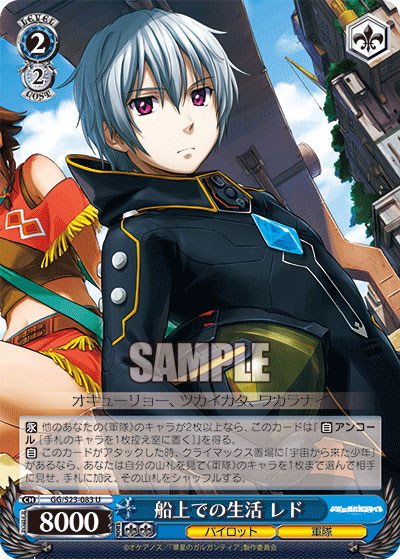 LEVEL
2
2
COST
SAMPLE
オキューリョー、ツカイカタ、ワカラナイ
永 他のあなたの《軍隊》のキャラが2枚以上なら、このカードは『自 アンコール［手札のキャラを1枚控え室に置く］』を得る。
自 このカードがアタックした時、クライマックス置場に「宇宙から来た少年」があるなら、あなたは自分の山札を見て《軍隊》のキャラを1枚まで選んで相手に見せ、手札に加え、その山札をシャッフルする。
CH
GG/S23-083 U
POWER
8000
船上での生活 レド
パイロット
軍隊
©オケアノス／「翠星のガルガンティア」製作委員会